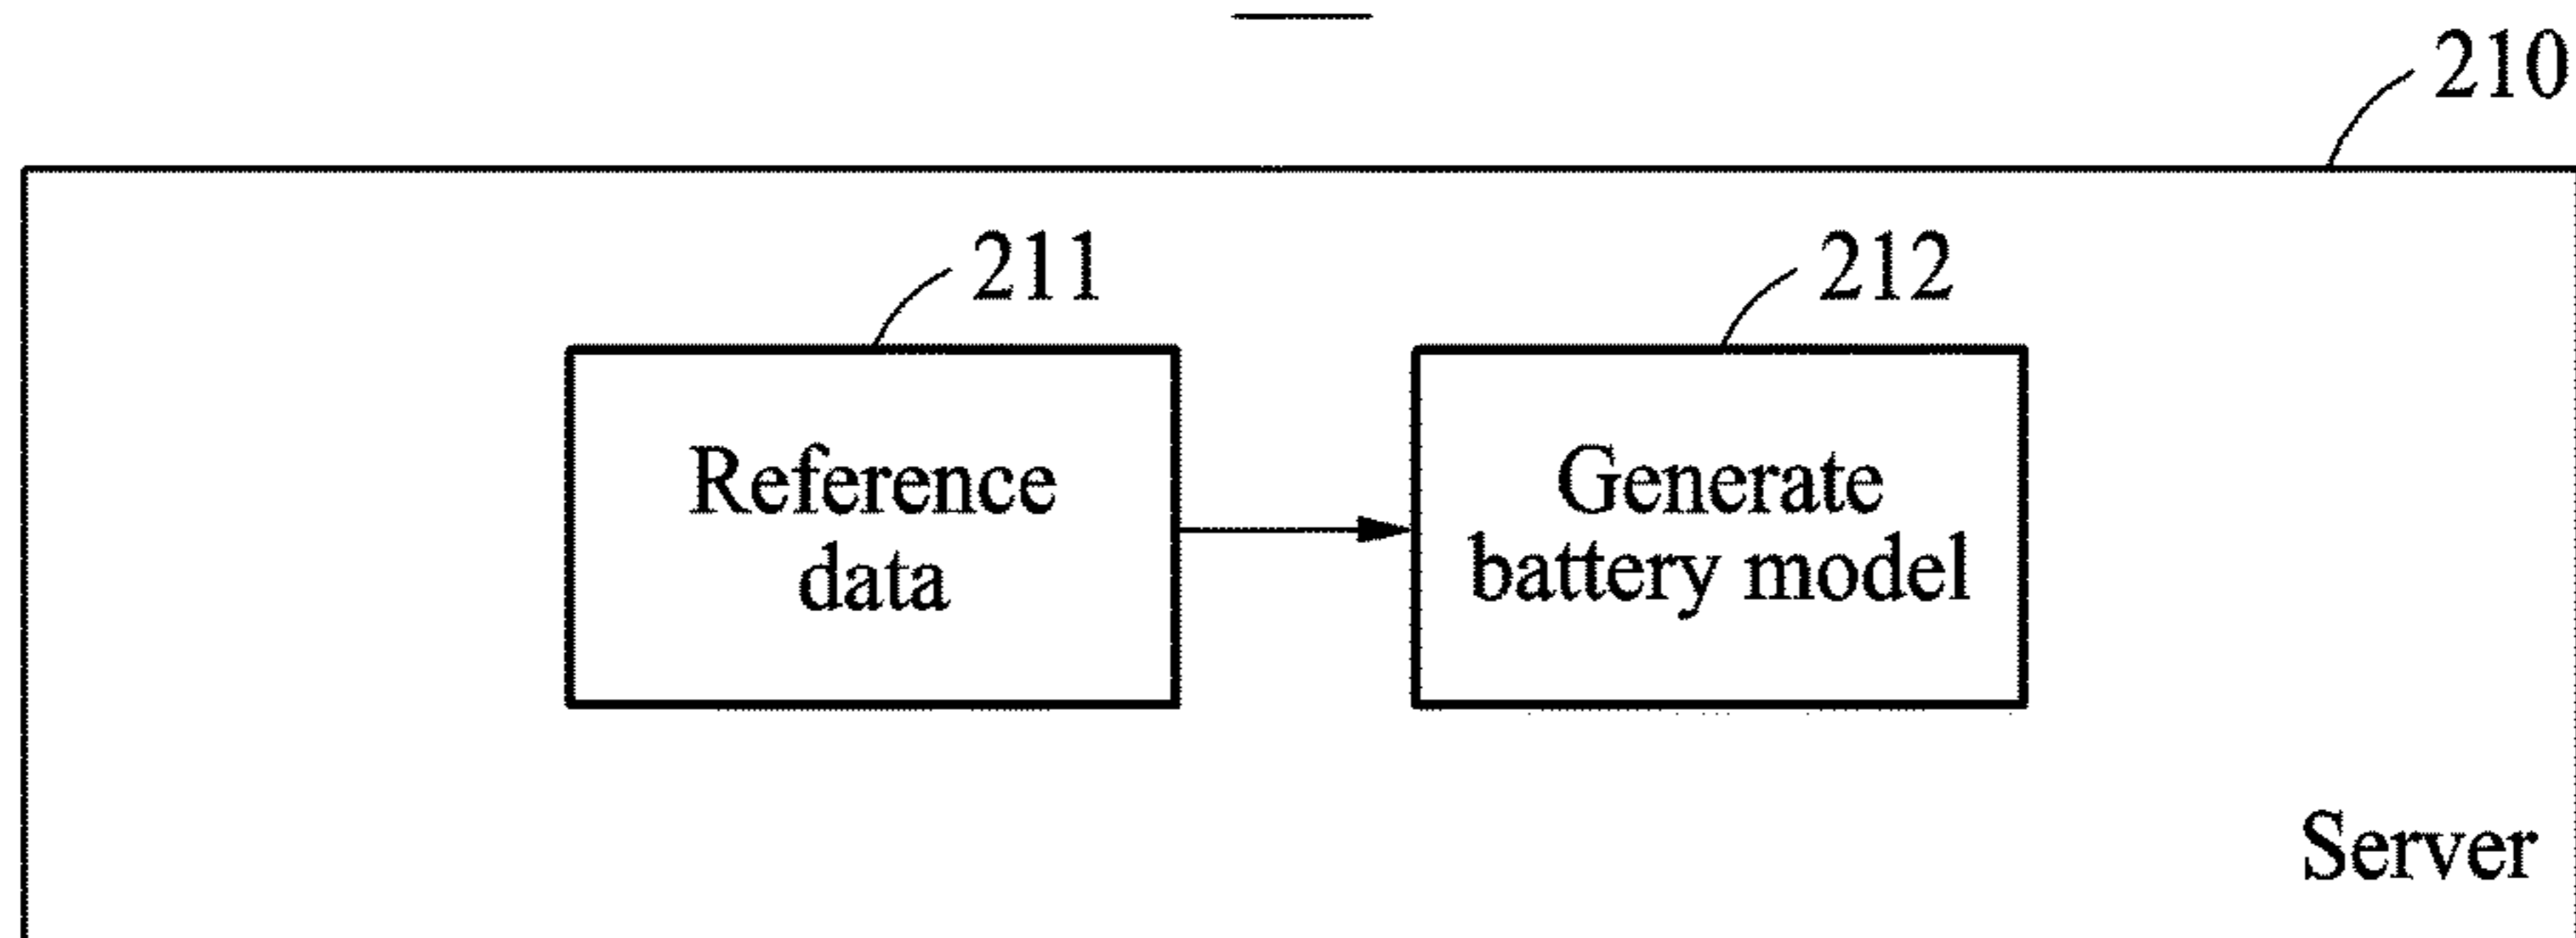 210
211
212
Reference
data
Generate
battery model
Server